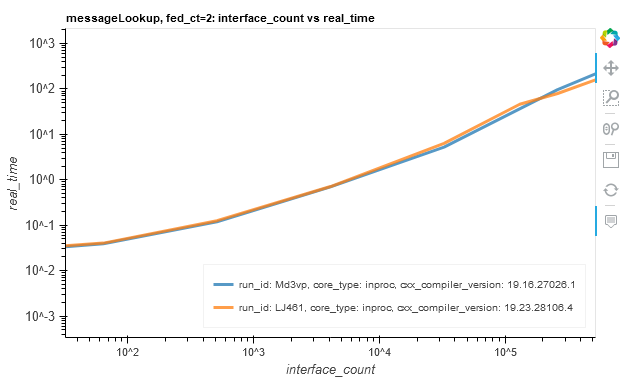 messageLookup, fed_ct=2: interface_count vs real_time
10^3
10^2
10^1
10^0
10^-1
10^-2
10^-3
real_time
run_id: Md3vp, core_type: inproc, cxx_compiler_version: 19.16.27026.1
run_id: LJ461, core_type: inproc, cxx_compiler_version: 19.23.28106.4
10^2 10^3 10^4 10^5
interface_count